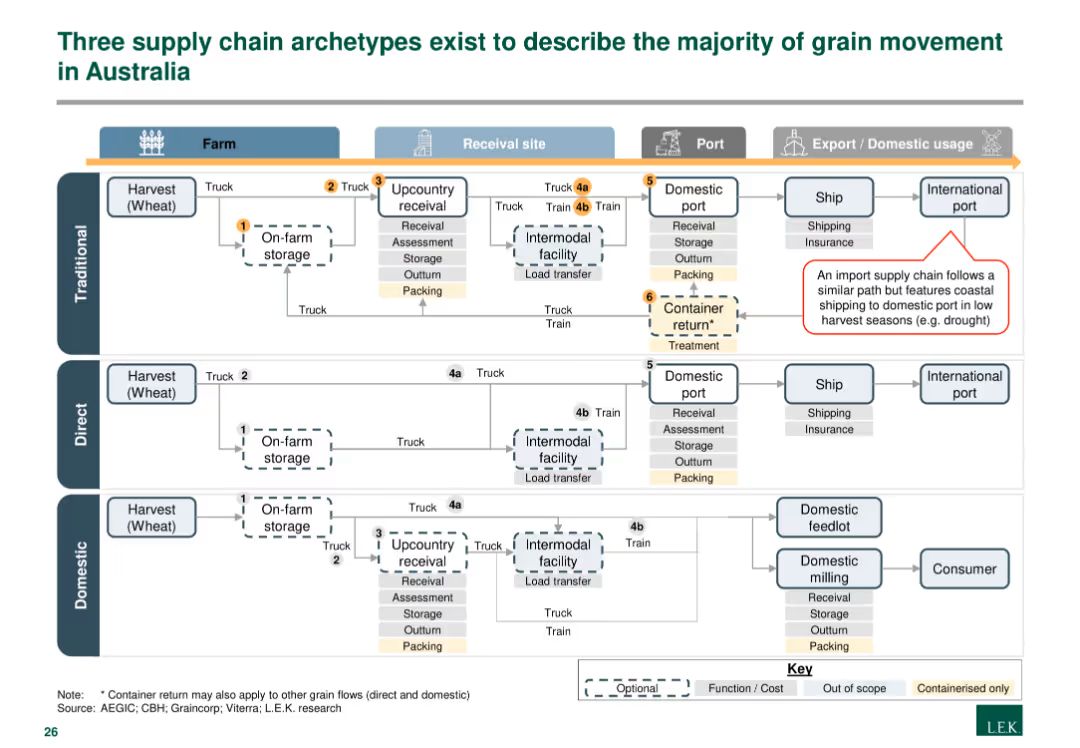 Three supply chain archetypes exist to describe the majority of grain movement
in Australia
Farm
Receival site
Port
Export / Domestic usage
Traditional
Harvest
(Wheat)
Truck
2 Truck
3
Upcountry
receival
Receival
Assessment
Storage
Outturn
Packing
1
On-farm
storage
Truck 4a
Truck
Train 4b Train
Intermodal
facility
Load transfer
5
Domestic
port
Receival
Storage
Outturn
Packing
Ship
Shipping
Insurance
International
port
An import supply chain follows a
similar path but features coastal
shipping to domestic port in low
harvest seasons (e.g. drought)
Truck
Truck
Train
6
Container
return*
Treatment
Direct
Harvest
(Wheat)
Truck 2
4a Truck
1
On-farm
storage
Truck
4b Train
Intermodal
facility
Load transfer
5
Domestic
port
Receival
Assessment
Storage
Outturn
Packing
Ship
Shipping
Insurance
International
port
Domestic
Harvest
(Wheat)
1
On-farm
storage
Truck 4a
Truck
2
3
Upcountry
receival
Receival
Assessment
Storage
Outturn
Packing
Truck
Intermodal
facility
Load transfer
4b
Train
Truck
Train
Domestic
feedlot
Domestic
milling
Receival
Storage
Outturn
Packing
Consumer
Key
Optional
Function / Cost
Out of scope
Containerised only
Note: * Container return may also apply to other grain flows (direct and domestic)
Source: AEGIC; CBH; Graincorp; Viterra; L.E.K. research
26
L.E.K.